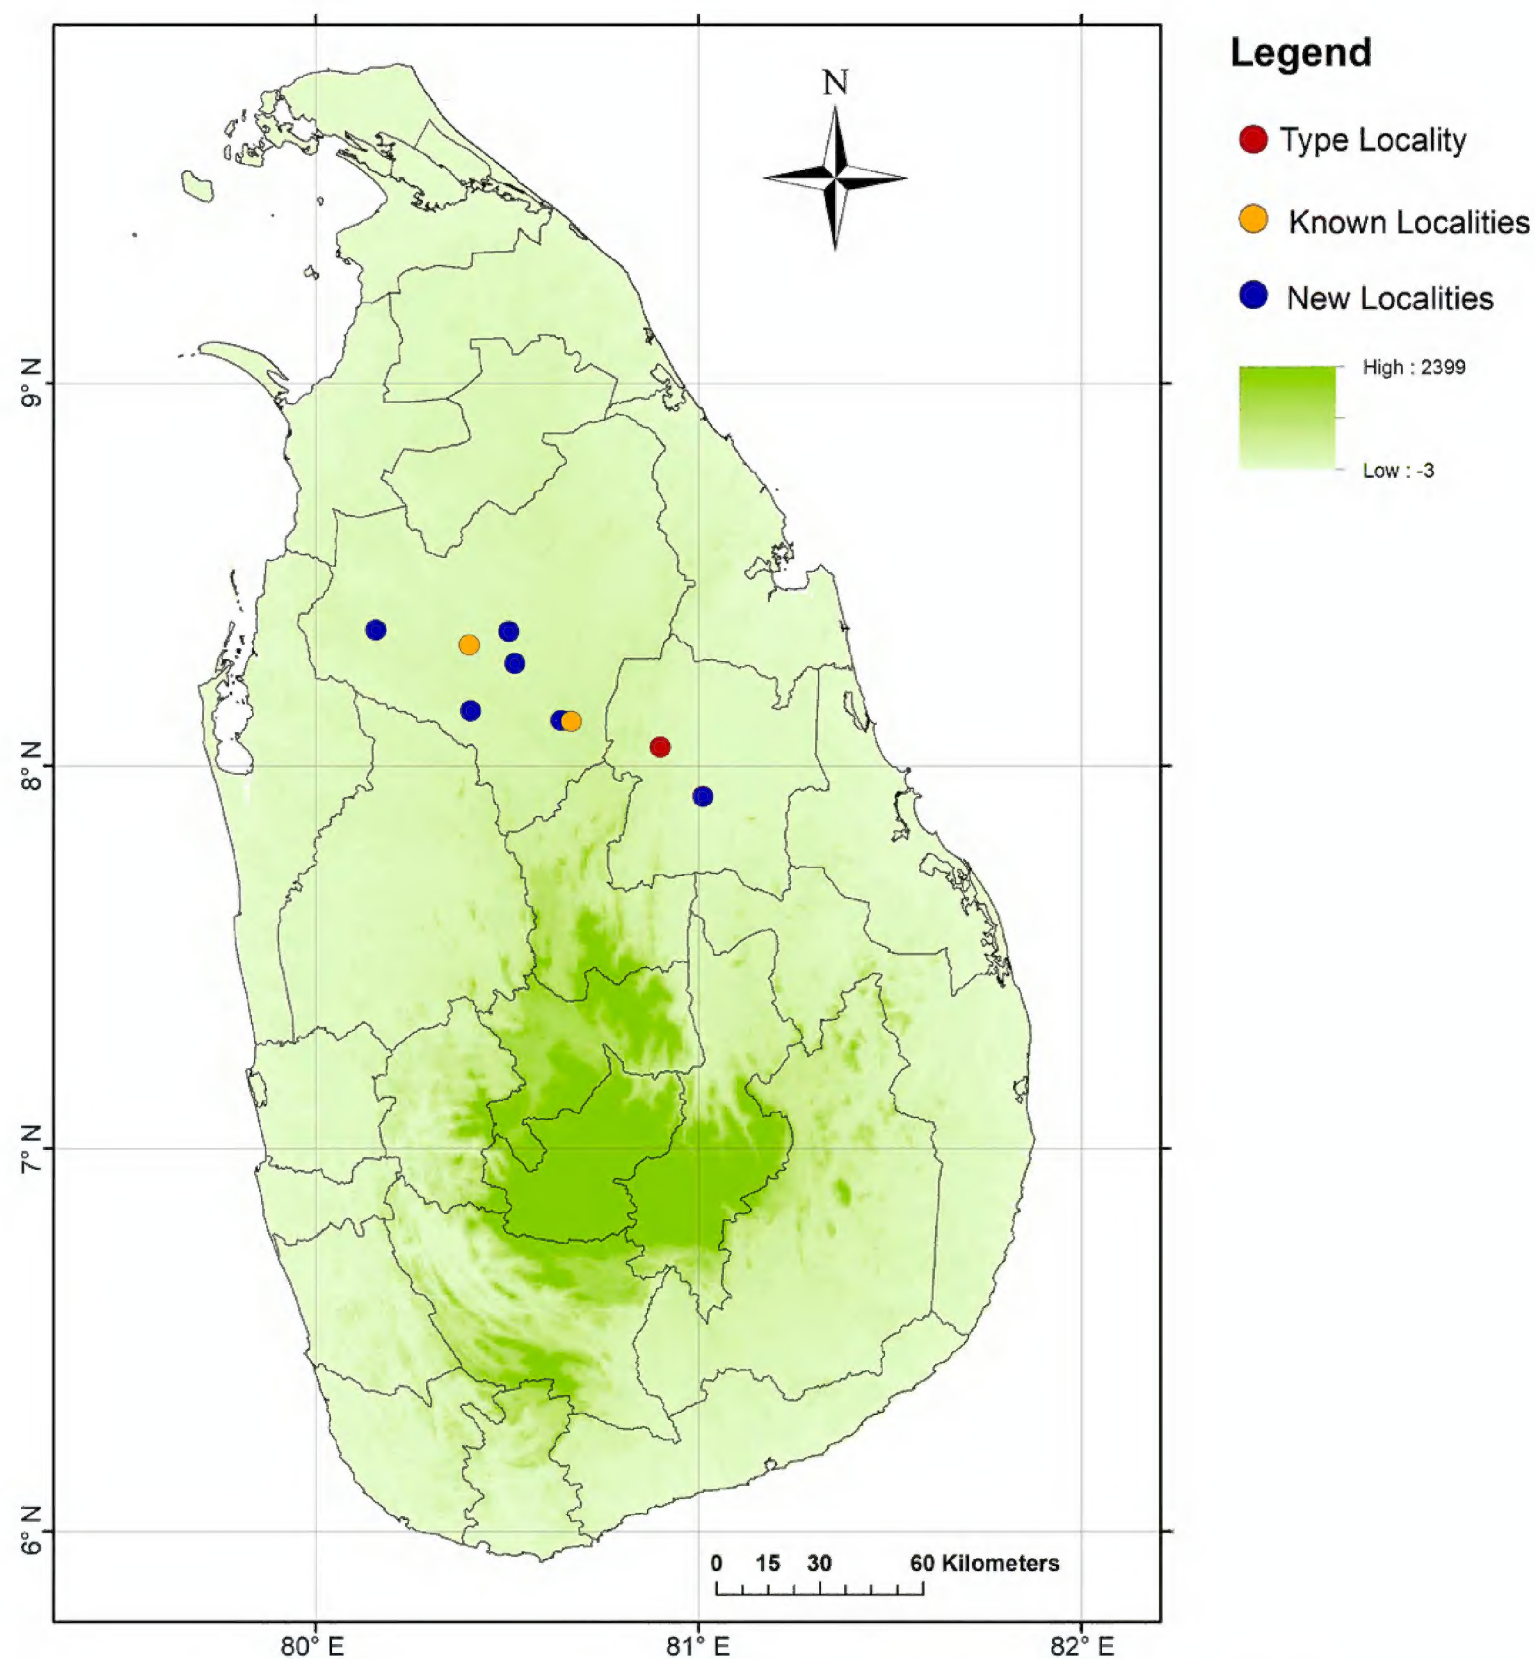 Legend
N
Type Locality
Known Localities
New Localities
High : 2399
Low : -3
9° N
8° N
7° N
6° N
0 15 30 60 Kilometers
80° E 81° E 82° E